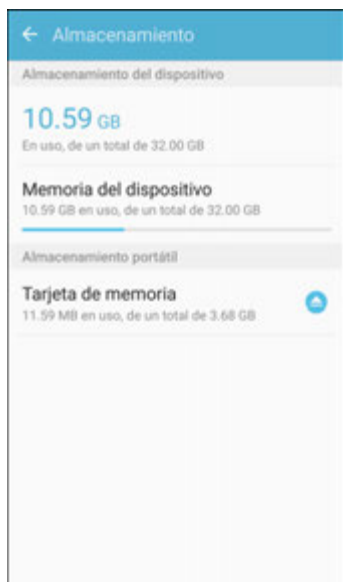 Almacenamiento
Almacenamiento del dispositivo
10.59 GB
En uso, de un total de 32.00 GB
Memoria del dispositivo
10.59 GB en uso, de un total de 32.00 GB
Almacenamiento portátil
Tarjeta de memoria
11.59 MB en uso, de un total de 3.68 GB